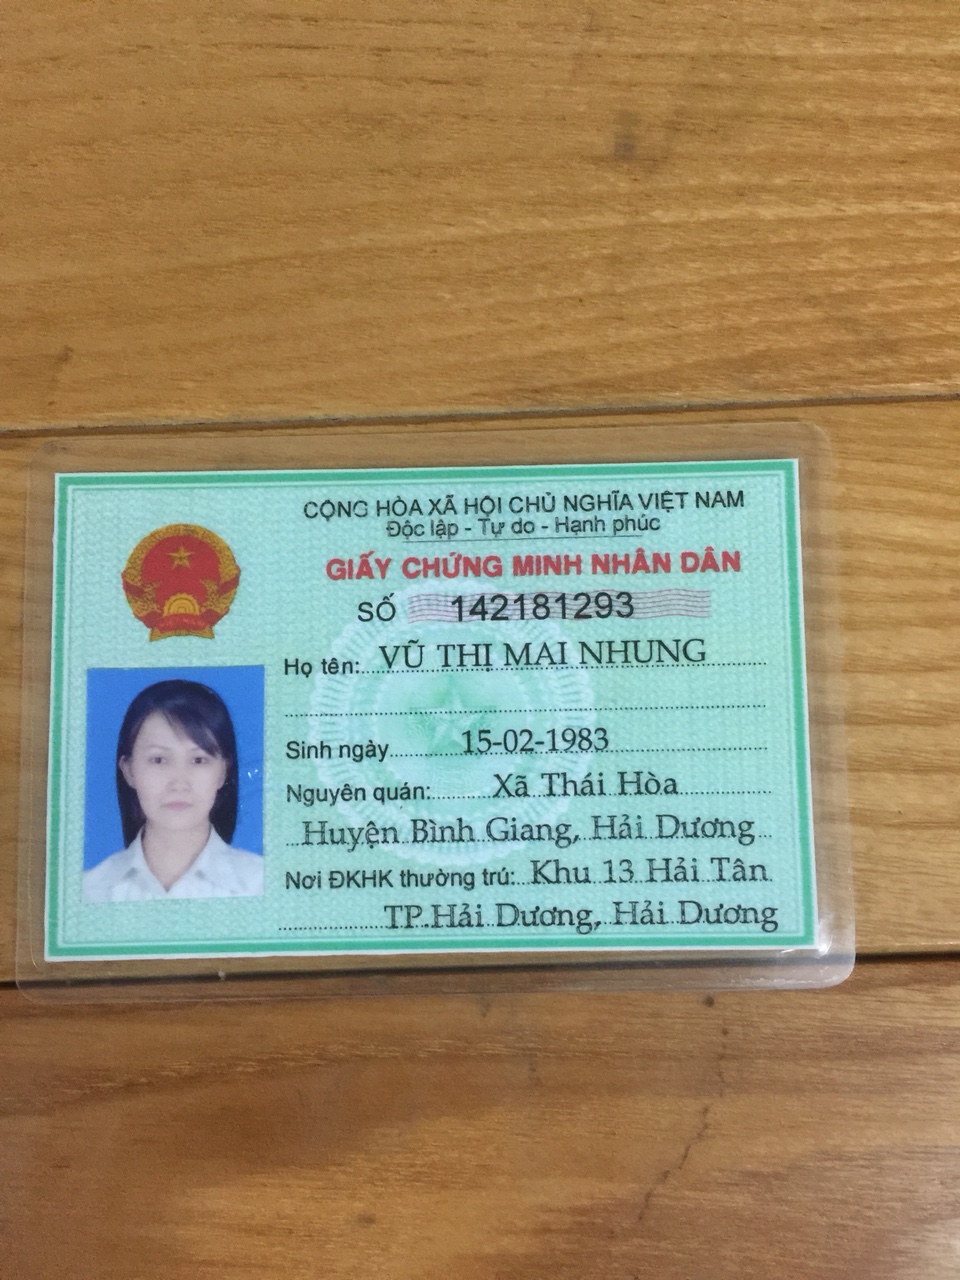 CỘNG HÒA XÃ HỘI CHỦ NGHĨA VIỆT NAM
Độc lập - Tự do - Hạnh phúc
GIẤY CHỨNG MINH NHÂN DÂN
SỐ 142181293
Họ tên: VŨ THỊ MAI NHUNG
Sinh ngày 15-02-1983
Nguyên quán: Xã Thái Hòa
Huyện Bình Giang, Hải Dương
Nơi ĐKHK thường trú: Khu 13 Hải Tân
TP.Hải Dương, Hải Dương